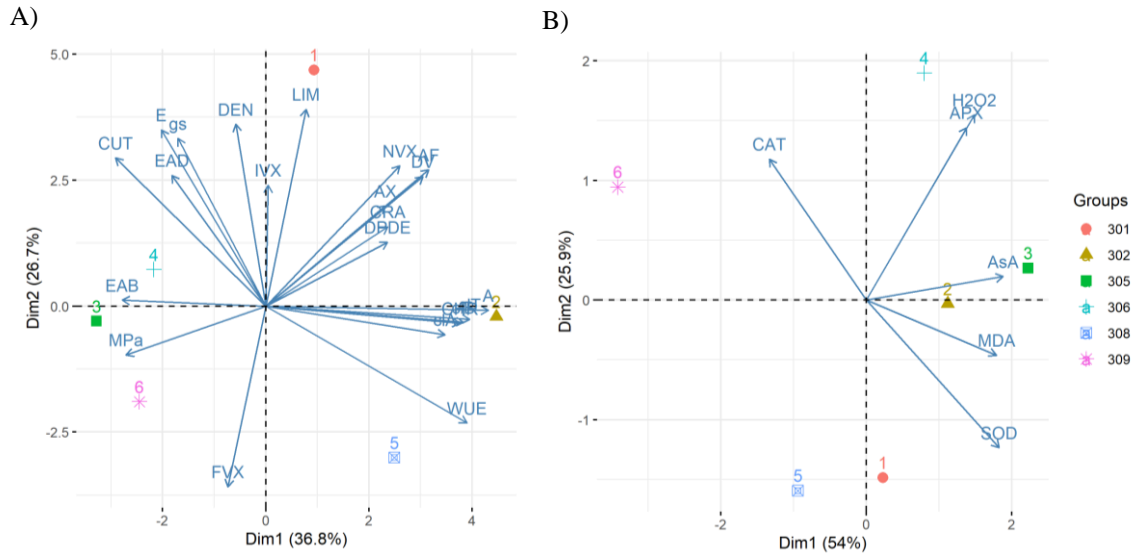 A)
B)
5.0
2.5
0.0
-2.5
Dim2 (26.7%)
-2
0
2
4
Dim1 (36.8%)
1
LIM
DEN
E
gs
CUT
EAD
IVX
NVX
AF
DV
AX
CRA
DPDE
4
EAB
3
MPa
6
2
A
WUE
5
FVX
2
1
0
-1
Dim2 (25.9%)
-2
0
2
Dim1 (54%)
4
H2O2
APX
CAT
6
3
AsA
2
MDA
SOD
1
5
Groups
301
302
305
306
308
309